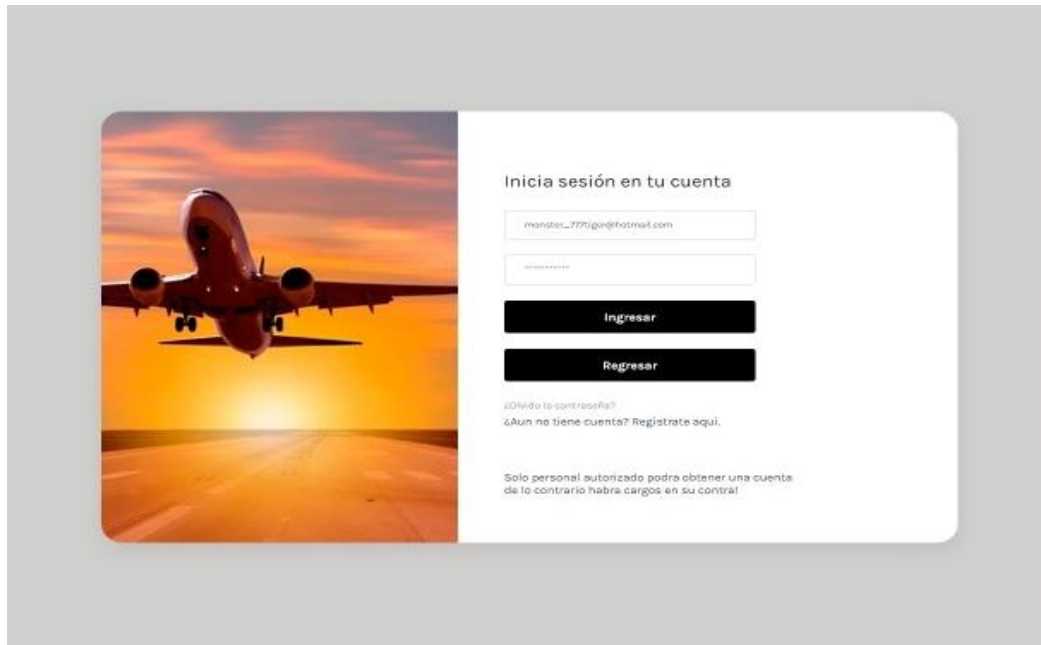 Inicia sesión en tu cuenta
monster_777tiger@hotmail.com
Ingresar
Regresar
¿Olvido la contraseña?
¿Aun no tiene cuenta? Registrate aqui.
Solo personal autorizado podra obtener una cuenta
de lo contrario habra cargos en su contra!